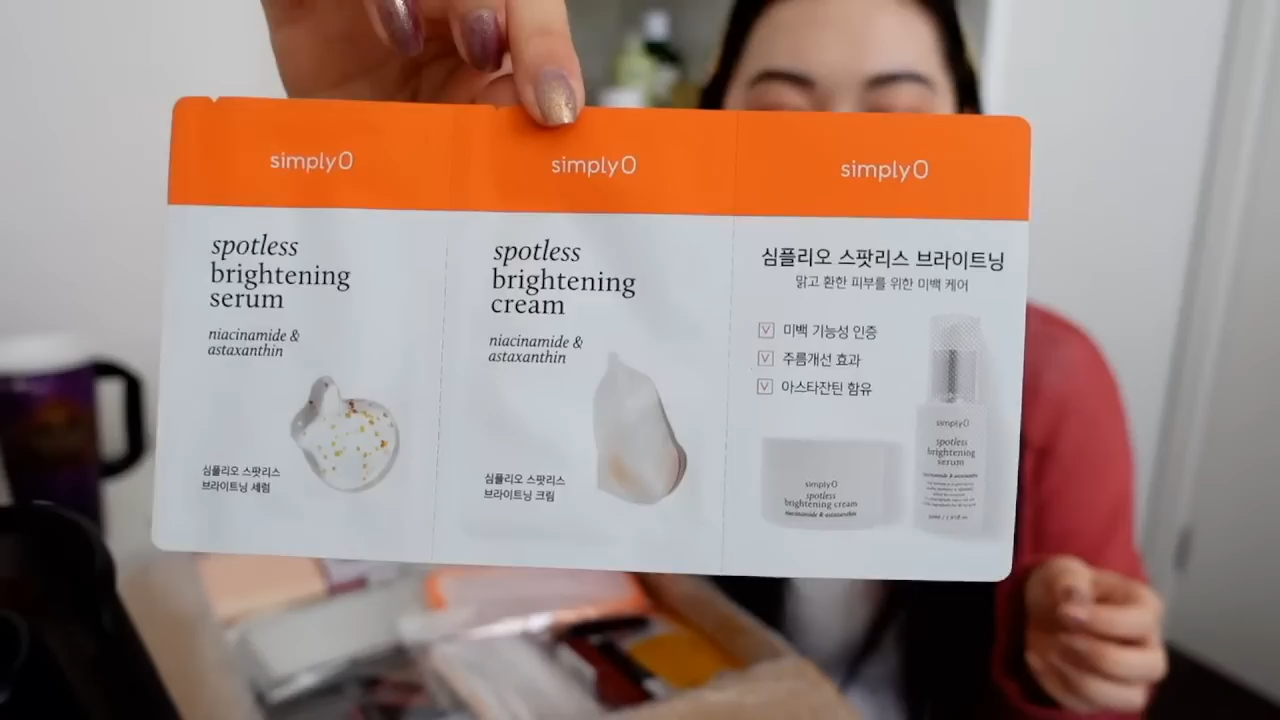 simplyO
spotless
brightening
serum
niacinamide &
astaxanthin
심플리오 스팟리스
브라이트닝 세럼
simplyO
spotless
brightening
cream
niacinamide &
astaxanthin
심플리오 스팟리스
브라이트닝 크림
simplyO
심플리오 스팟리스 브라이트닝
맑고 환한 피부를 위한 미백 케어
미백 기능성 인증
주름개선 효과
아스타잔틴 함유
simplyO
spotless
brightening cream
niacinamide & astaxanthin
simplyO
spotless
brightening
serum
niacinamide & astaxanthin